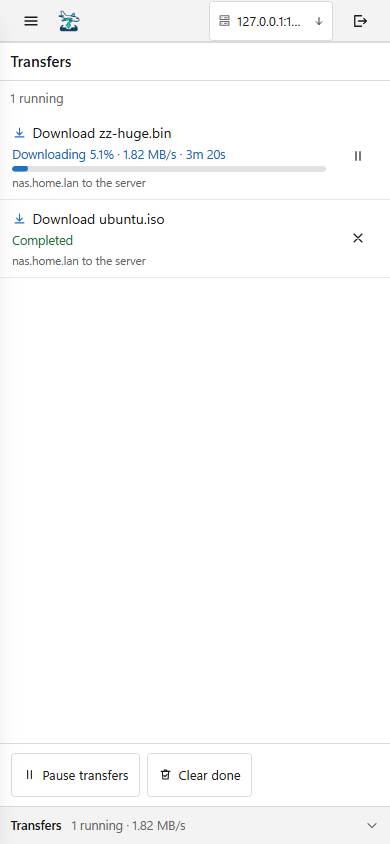 127.0.0.1:1...
Transfers
1 running
Download zz-huge.bin
Downloading 5.1% · 1.82 MB/s · 3m 20s
nas.home.lan to the server
Download ubuntu.iso
Completed
nas.home.lan to the server
Pause transfers
Clear done
Transfers 1 running · 1.82 MB/s